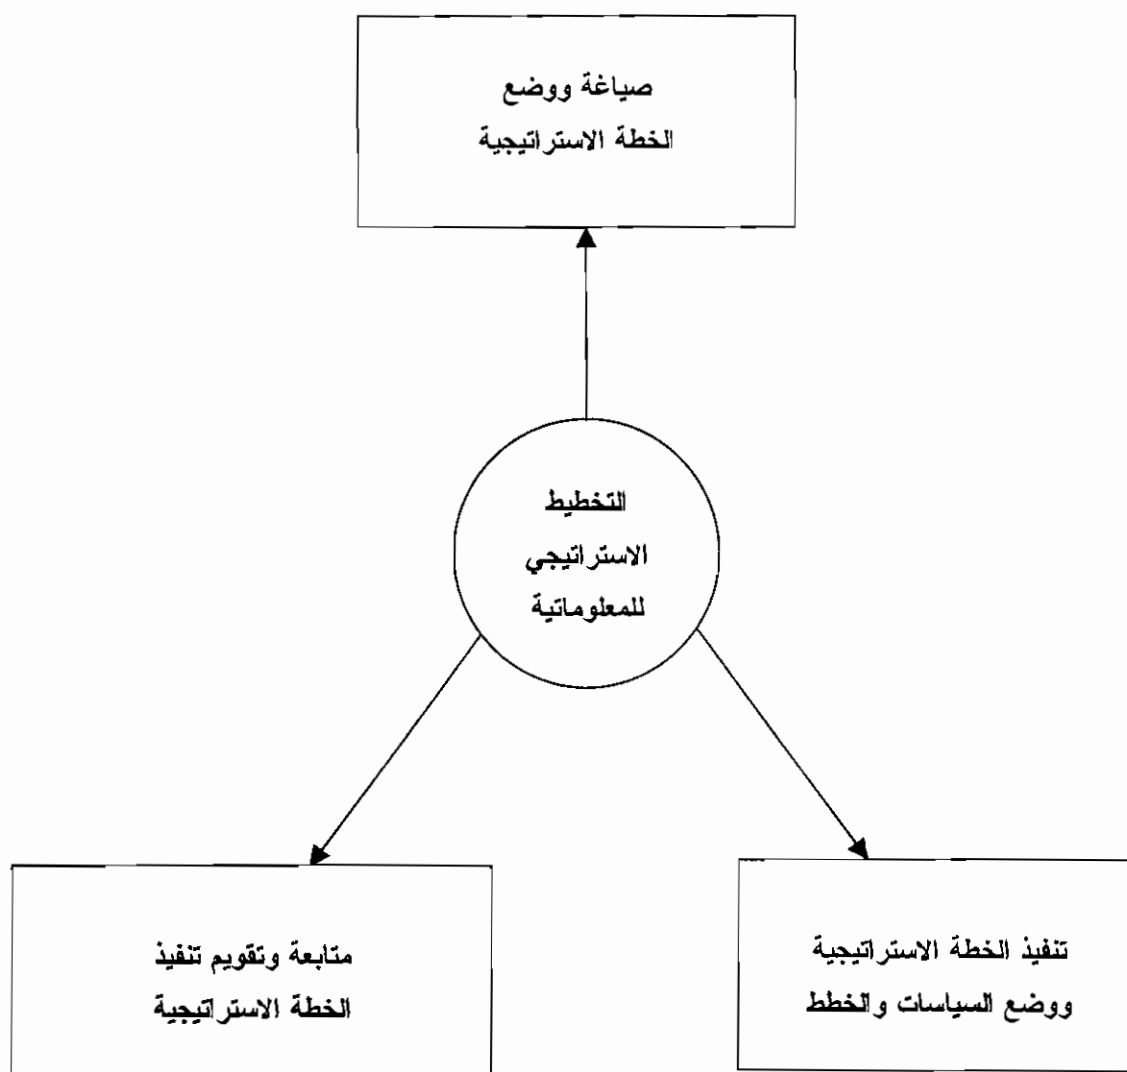 صياغة ووضع
الخطة الاستراتيجية
التخطيط
الاستراتيجي
للمعلوماتية
تنفيذ الخطة الاستراتيجية
ووضع السياسات والخطط
متابعة وتقويم تنفيذ
الخطة الاستراتيجية